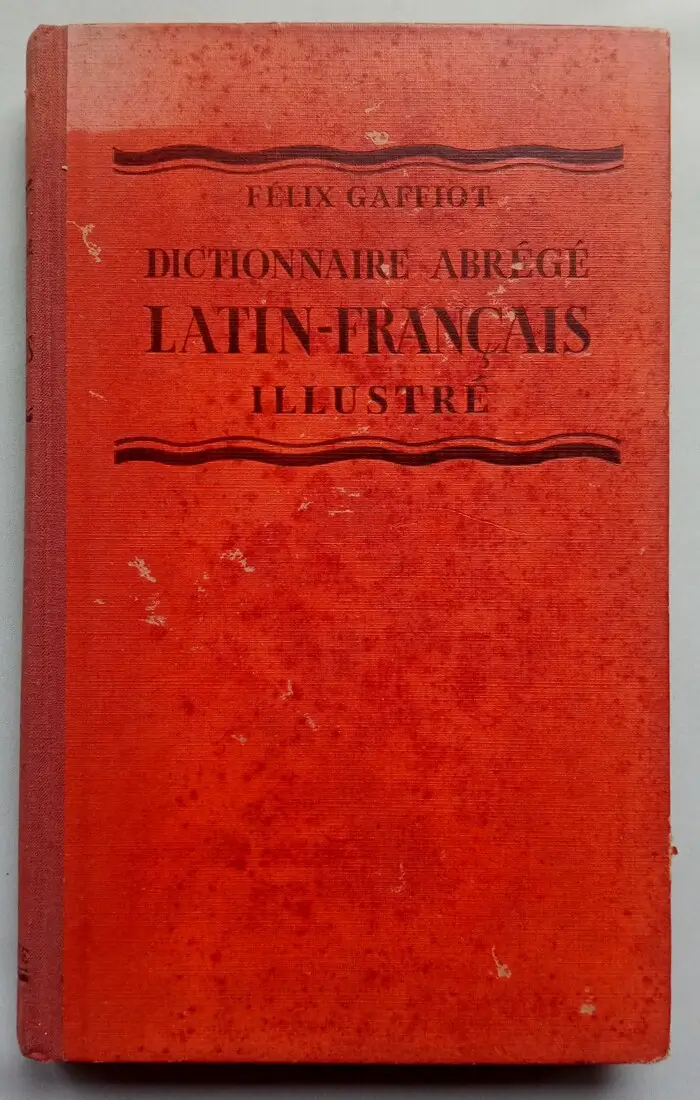 FÉLIX GAFFIOT
DICTIONNAIRE ABRÉGÉ
LATIN-FRANÇAIS
ILLUSTRÉ